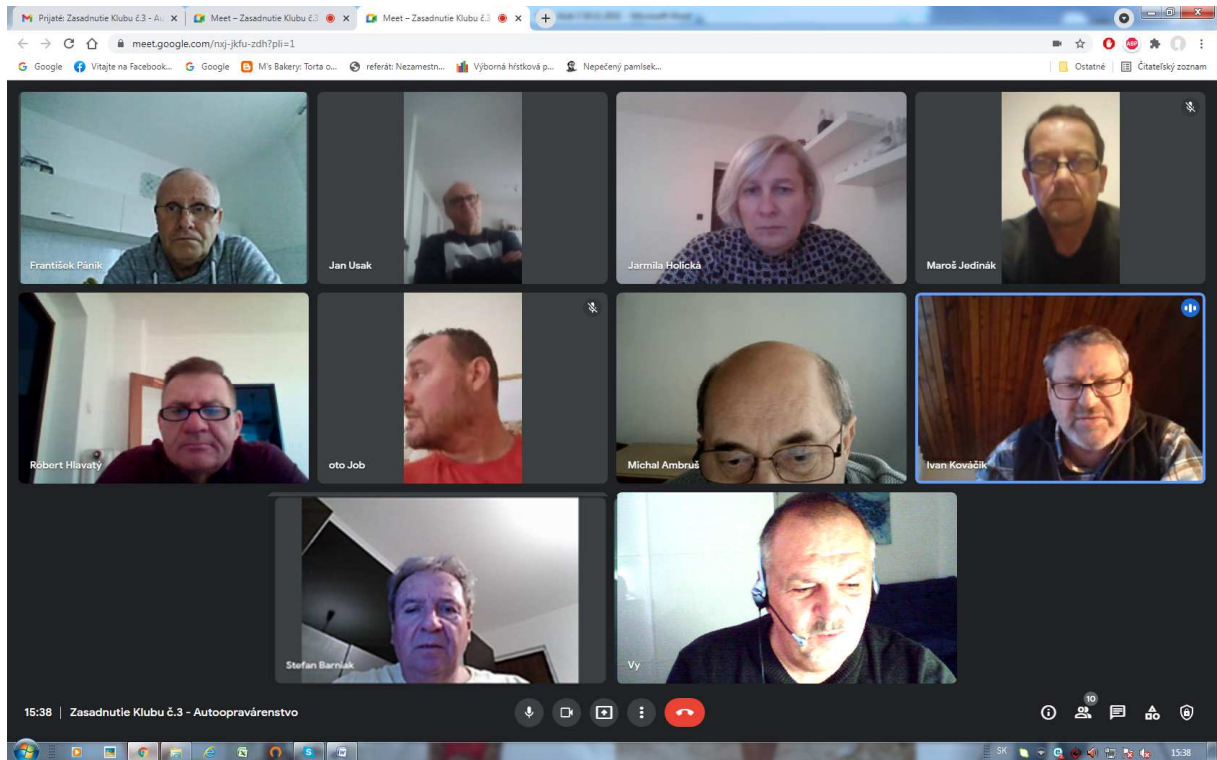 Prijaté: Zasadnutie Klubu č.3 - Au
Meet – Zasadnutie Klubu č.3
Meet – Zasadnutie Klubu č.3
meet.google.com/nxj-jkfu-zdh?pli=1
Google
Vitajte na Facebook...
Google
M's Bakery: Torta o...
referát: Nezamestn...
Výborná hŕstková p...
Nepečený pamlsek...
Ostatné
Čitateľský zoznam
František Pánik
Jan Usak
Jarmila Holická
Maroš Jedinák
Róbert Hlavatý
oto Job
Michal Ambruš
Ivan Kováčik
Stefan Barniak
Vy
15:38 | Zasadnutie Klubu č.3 - Autoopravárenstvo
10
SK
15:38